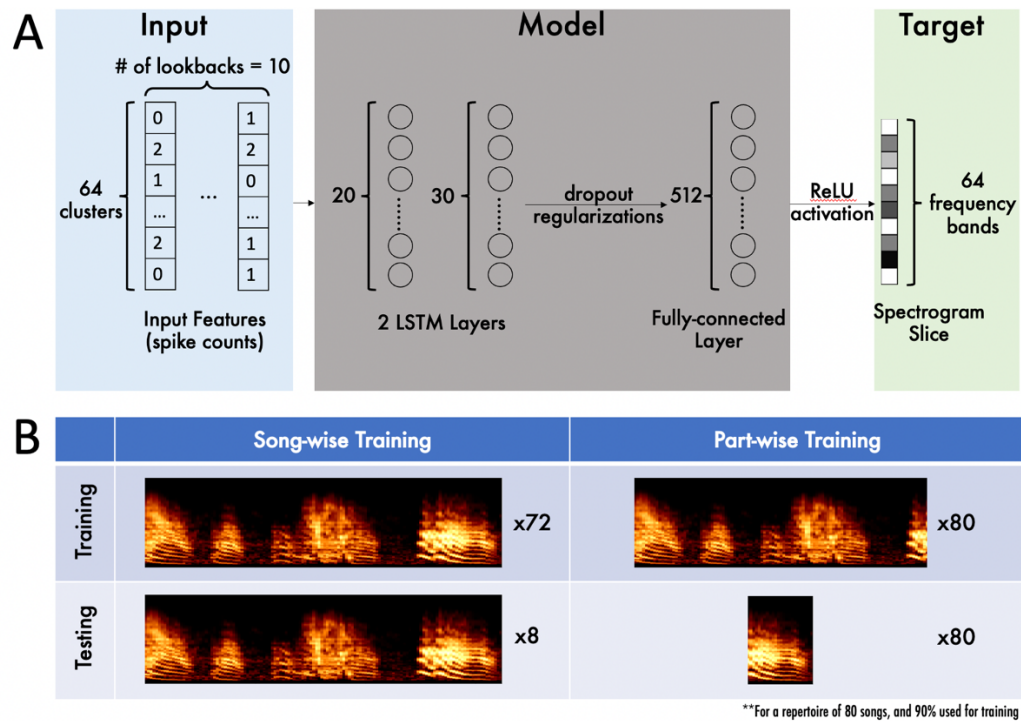 A
Input
Model
Target
# of lookbacks = 10
64
clusters
0
2
1
...
2
0
...
1
2
0
...
1
1
Input Features
(spike counts)
20
30
2 LSTM Layers
dropout
regularizations
512
Fully-connected
Layer
ReLU
activation
64
frequency
bands
Spectrogram
Slice
B
Song-wise Training
Part-wise Training
Training
x72
x80
Testing
x8
x80
**For a repertoire of 80 songs, and 90% used for training